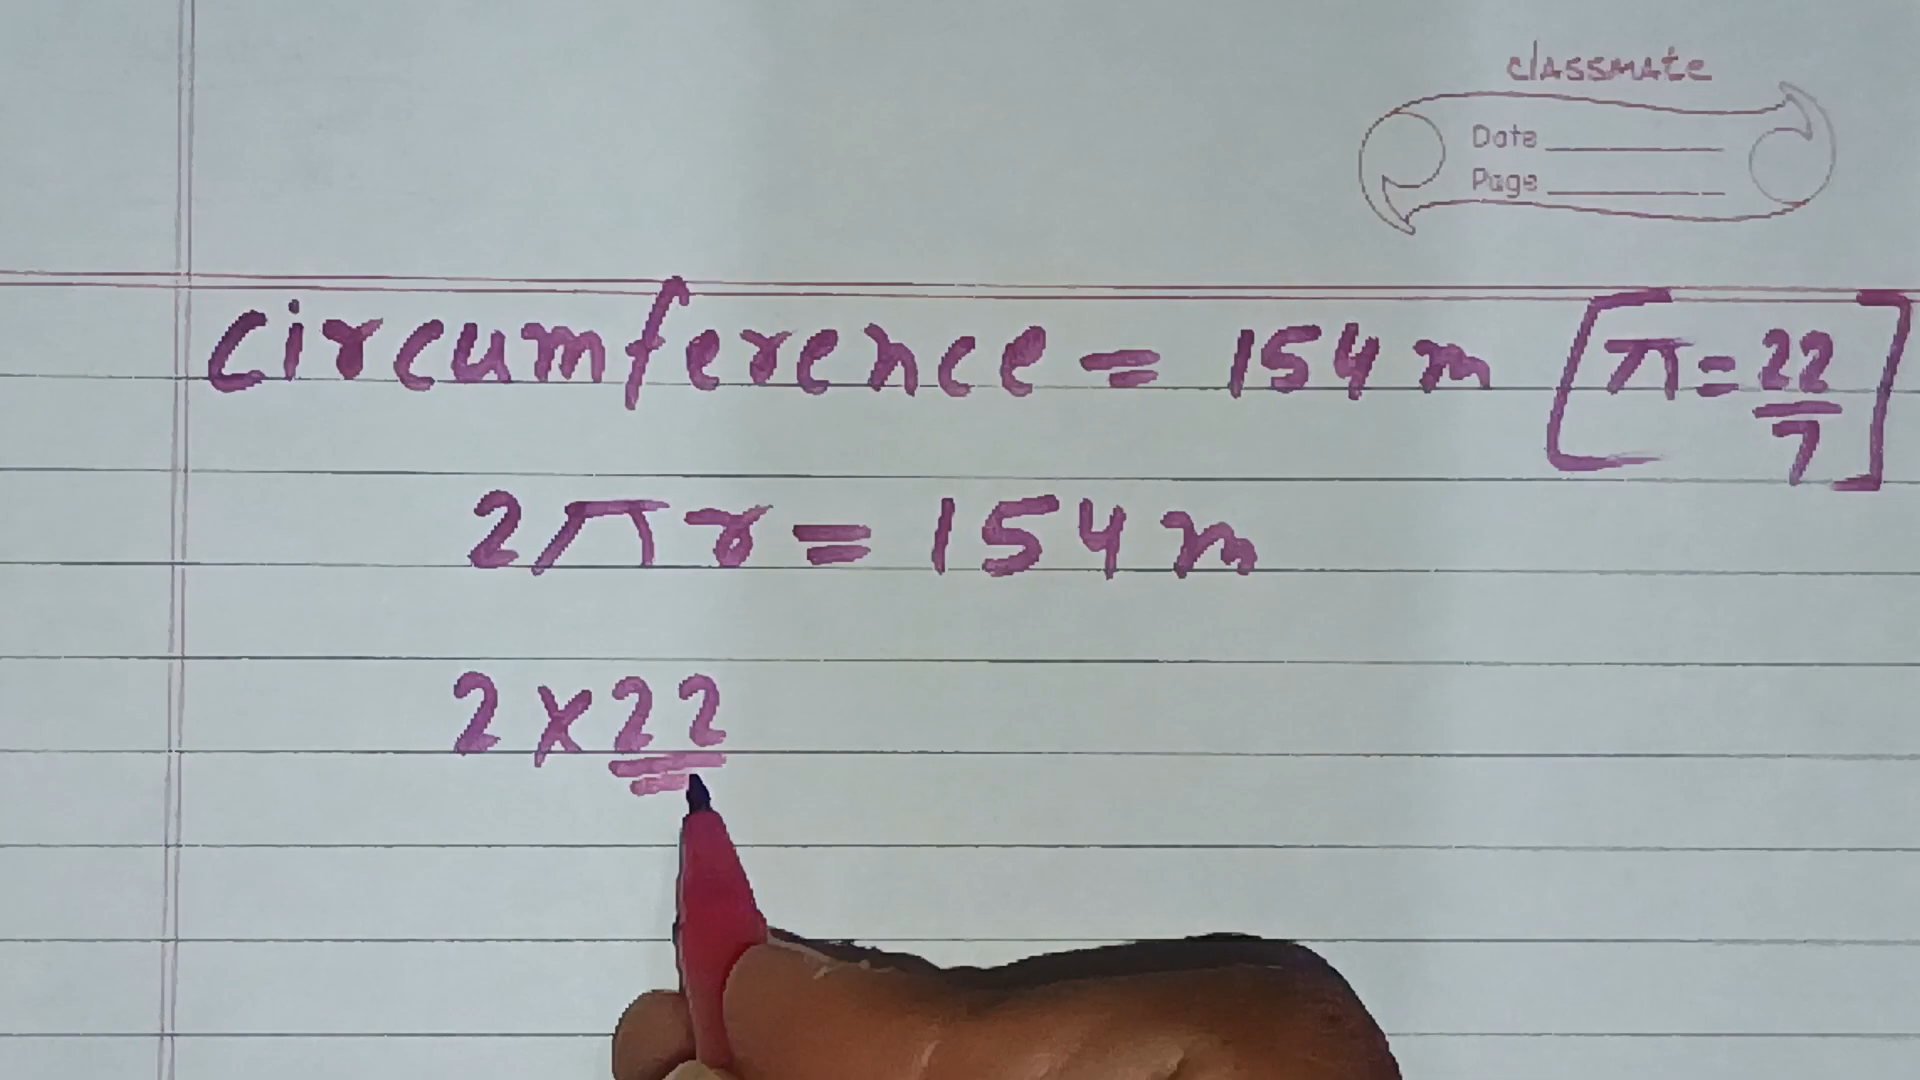 classmate
Date
Page
circumference = 154 m [π = 22/7]
2πr = 154 m
2 × 22